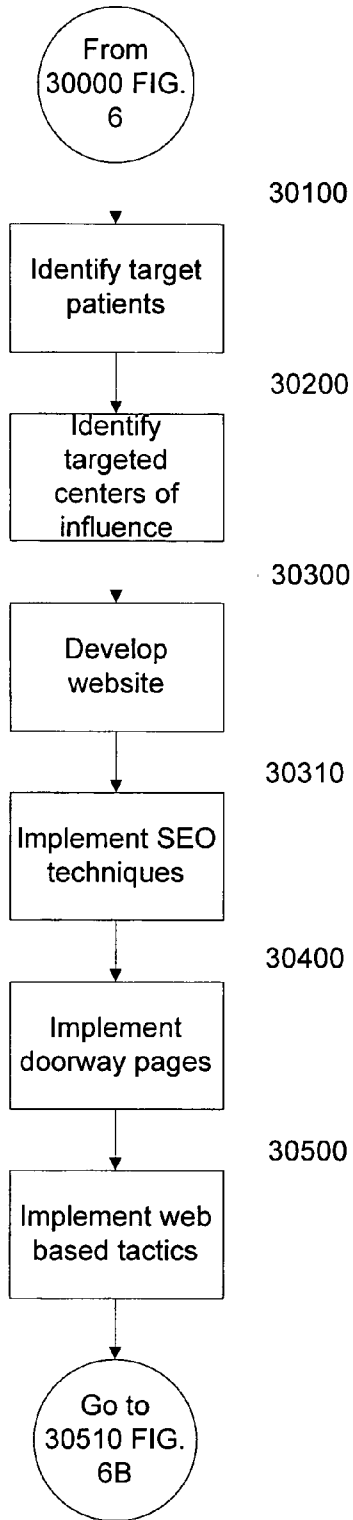 From
30000 FIG.
6
30100
Identify target
patients
30200
Identify
targeted
centers of
influence
30300
Develop
website
30310
Implement SEO
techniques
30400
Implement
doorway pages
30500
Implement web
based tactics
Go to
30510 FIG.
6B